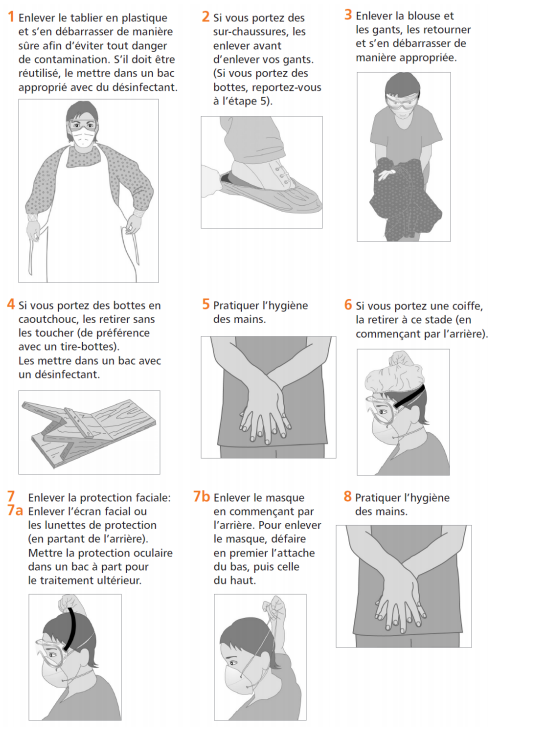 1 Enlever le tablier en plastique
et s'en débarrasser de manière
sûre afin d'éviter tout danger
de contamination. S'il doit être
réutilisé, le mettre dans un bac
approprié avec du désinfectant.
2 Si vous portez des
sur-chaussures, les
enlever avant
d'enlever vos gants.
(Si vous portez des
bottes, reportez-vous
à l'étape 5).
3 Enlever la blouse et
les gants, les retourner
et s'en débarrasser de
manière appropriée.
4 Si vous portez des bottes en
caoutchouc, les retirer sans
les toucher (de préférence
avec un tire-bottes).
Les mettre dans un bac avec
un désinfectant.
5 Pratiquer l'hygiène
des mains.
6 Si vous portez une coiffe,
la retirer à ce stade (en
commençant par l'arrière).
7 Enlever la protection faciale:
7a Enlever l'écran facial ou
les lunettes de protection
(en partant de l'arrière).
Mettre la protection oculaire
dans un bac à part pour
le traitement ultérieur.
7b Enlever le masque
en commençant par
l'arrière. Pour enlever
le masque, défaire
en premier l'attache
du bas, puis celle
du haut.
8 Pratiquer l'hygiène
des mains.